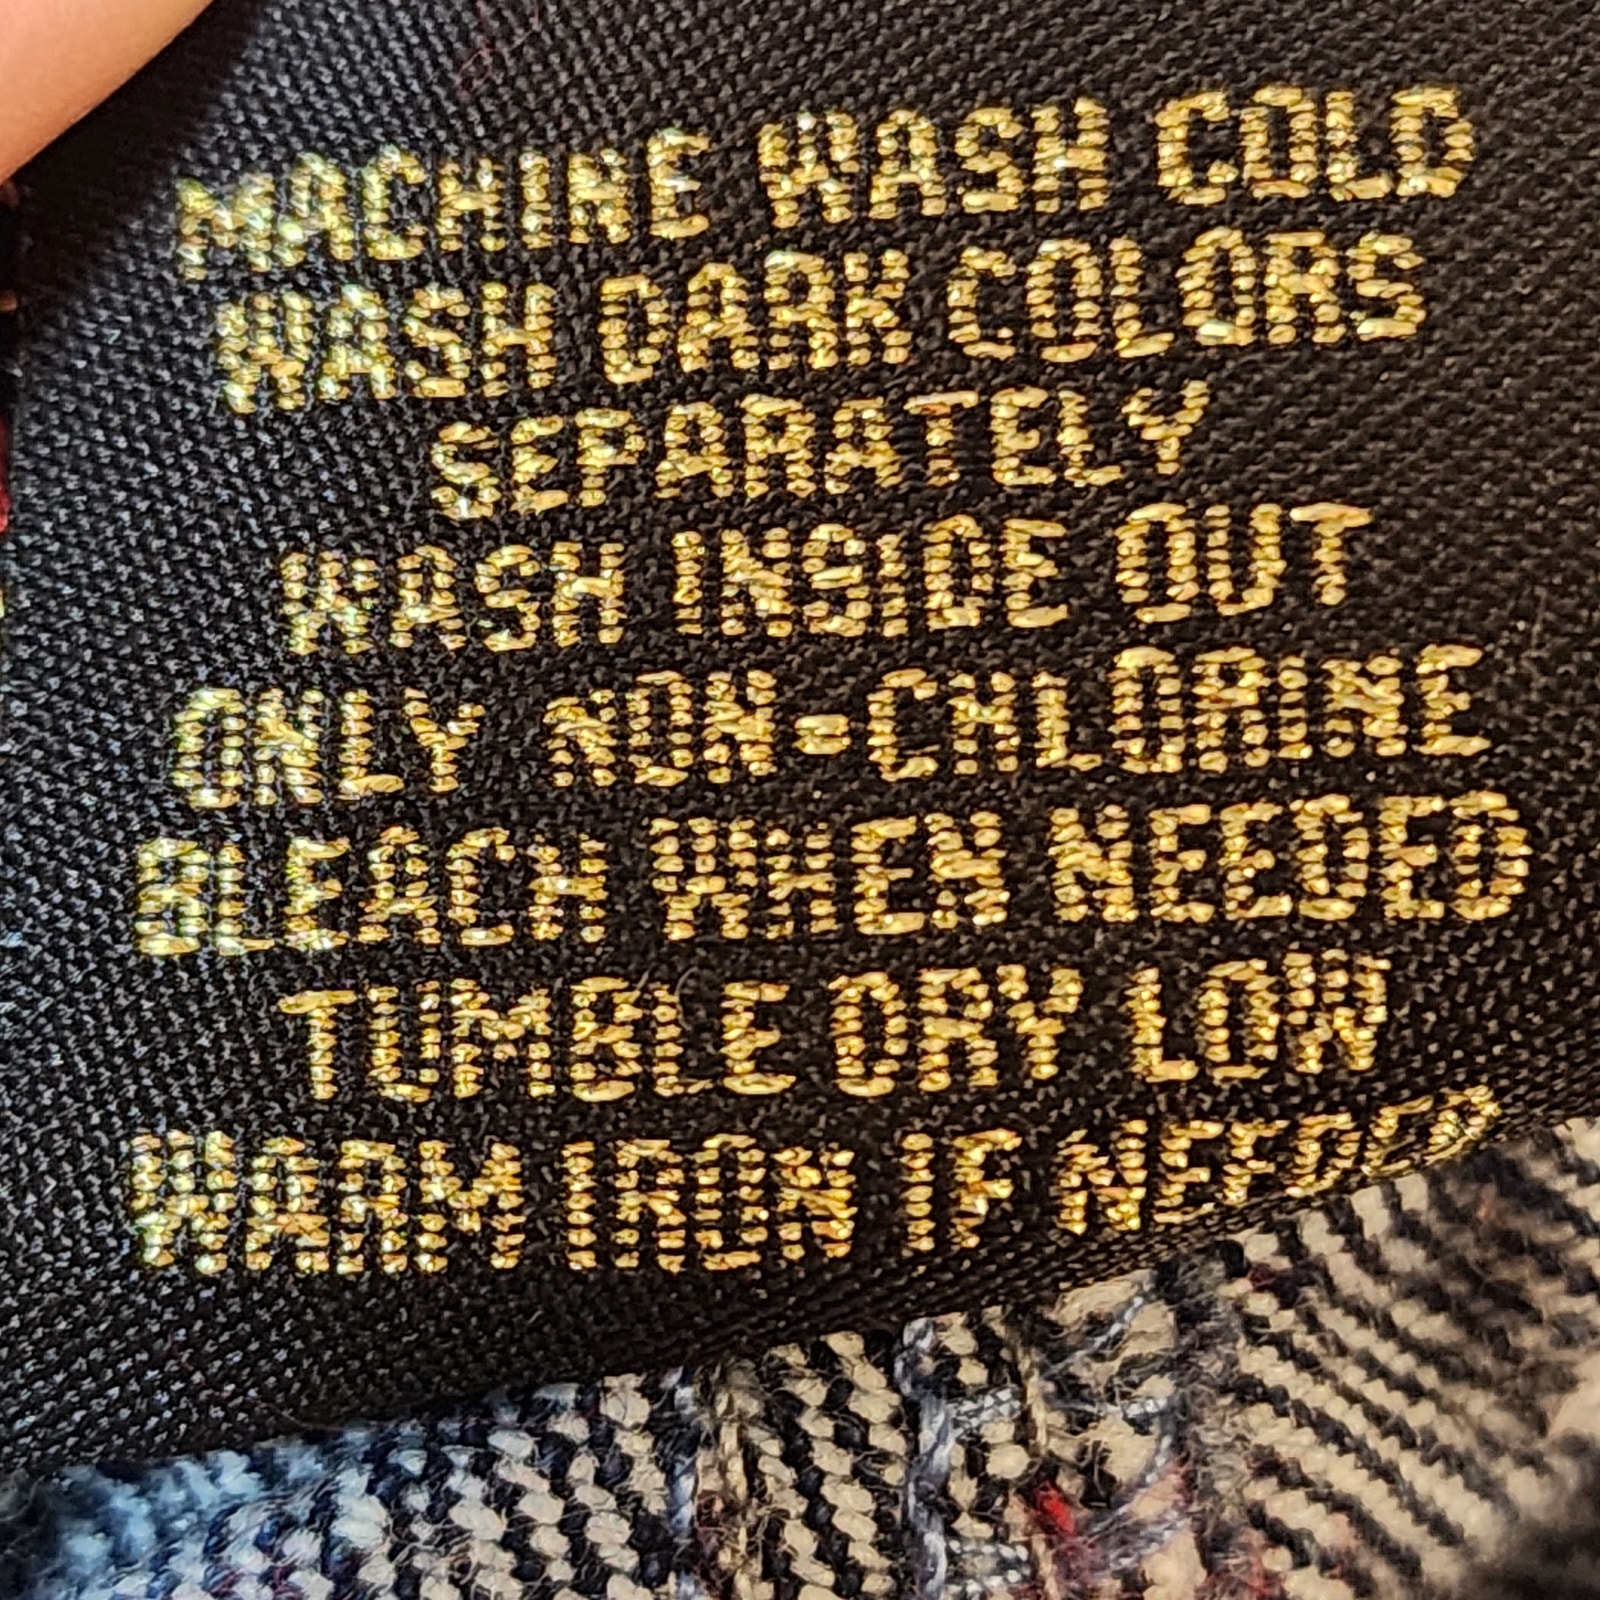 MACHINE WASH COLD
WASH DARK COLORS
SEPARATELY
WASH INSIDE OUT
ONLY NON-CHLORINE
BLEACH WHEN NEEDED
TUMBLE DRY LOW
WARM IRON IF NEEDED